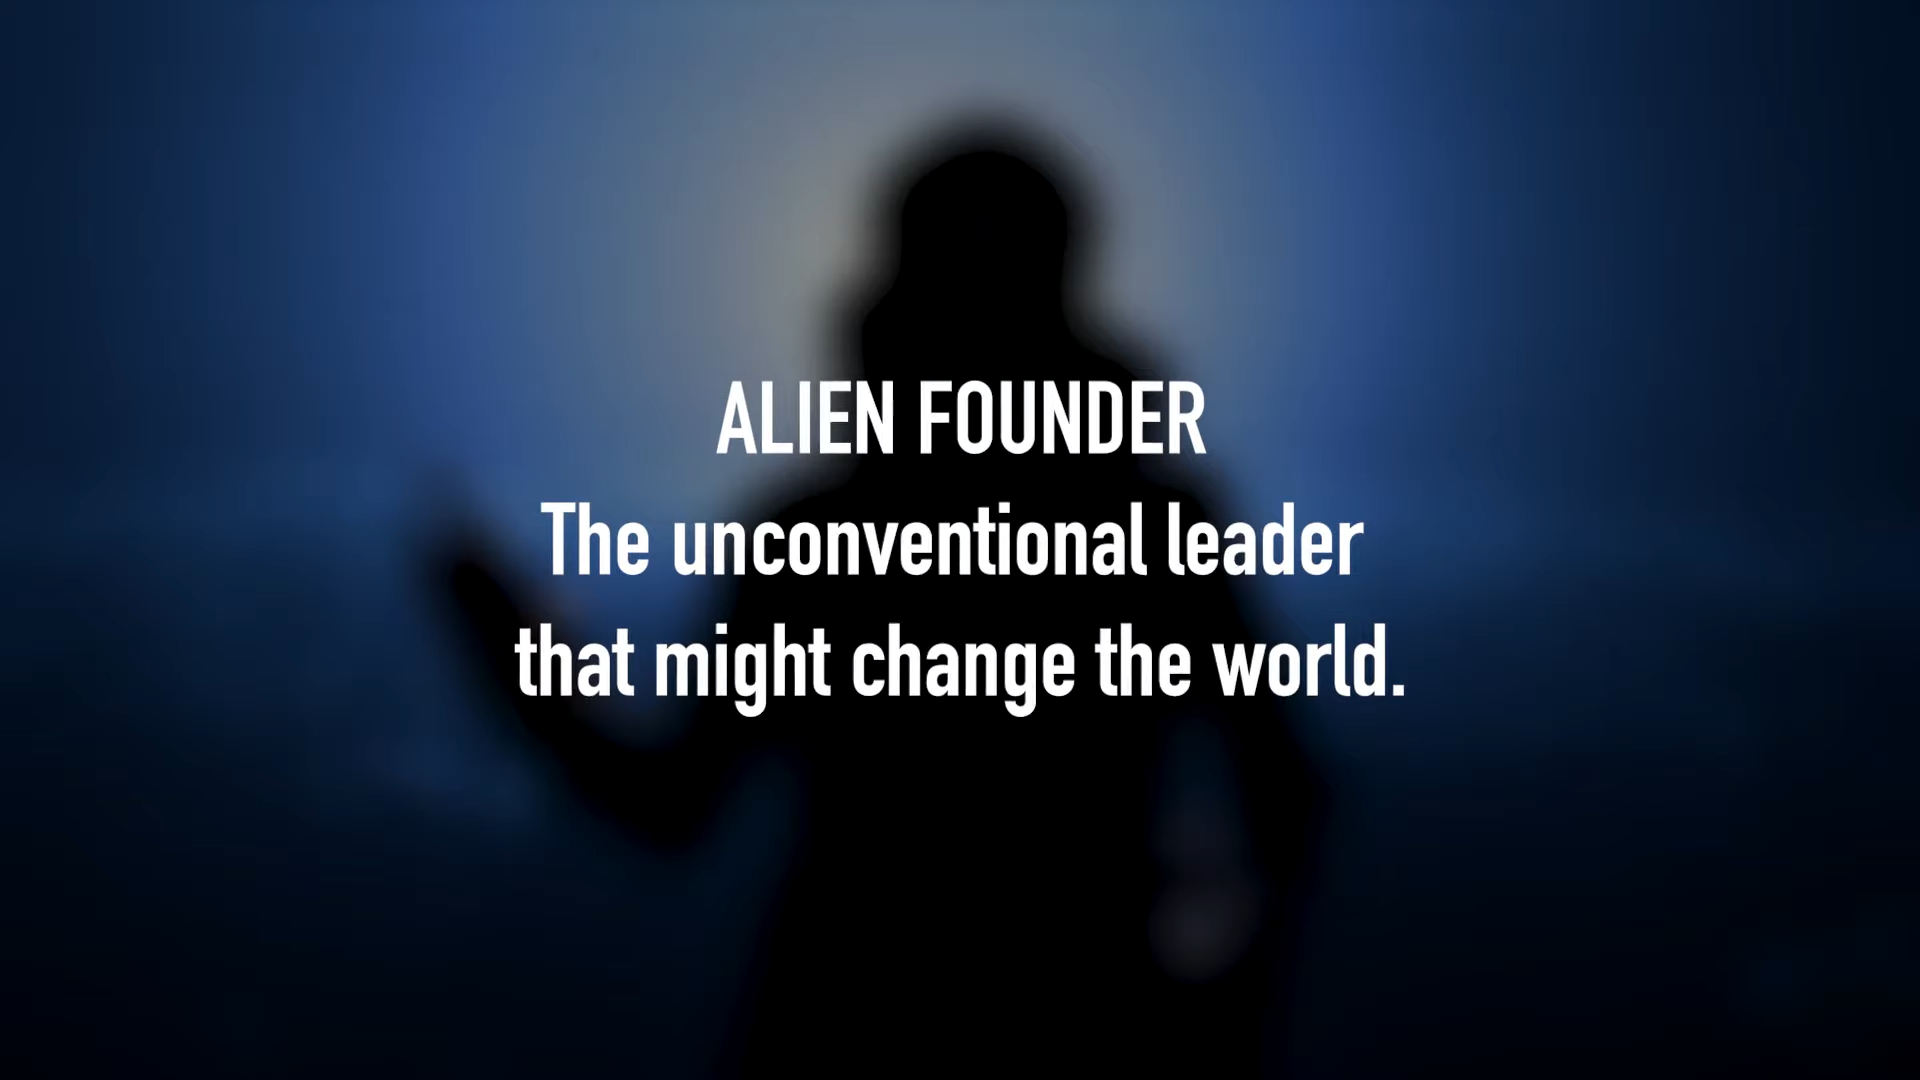 ALIEN FOUNDER
The unconventional leader
that might change the world.